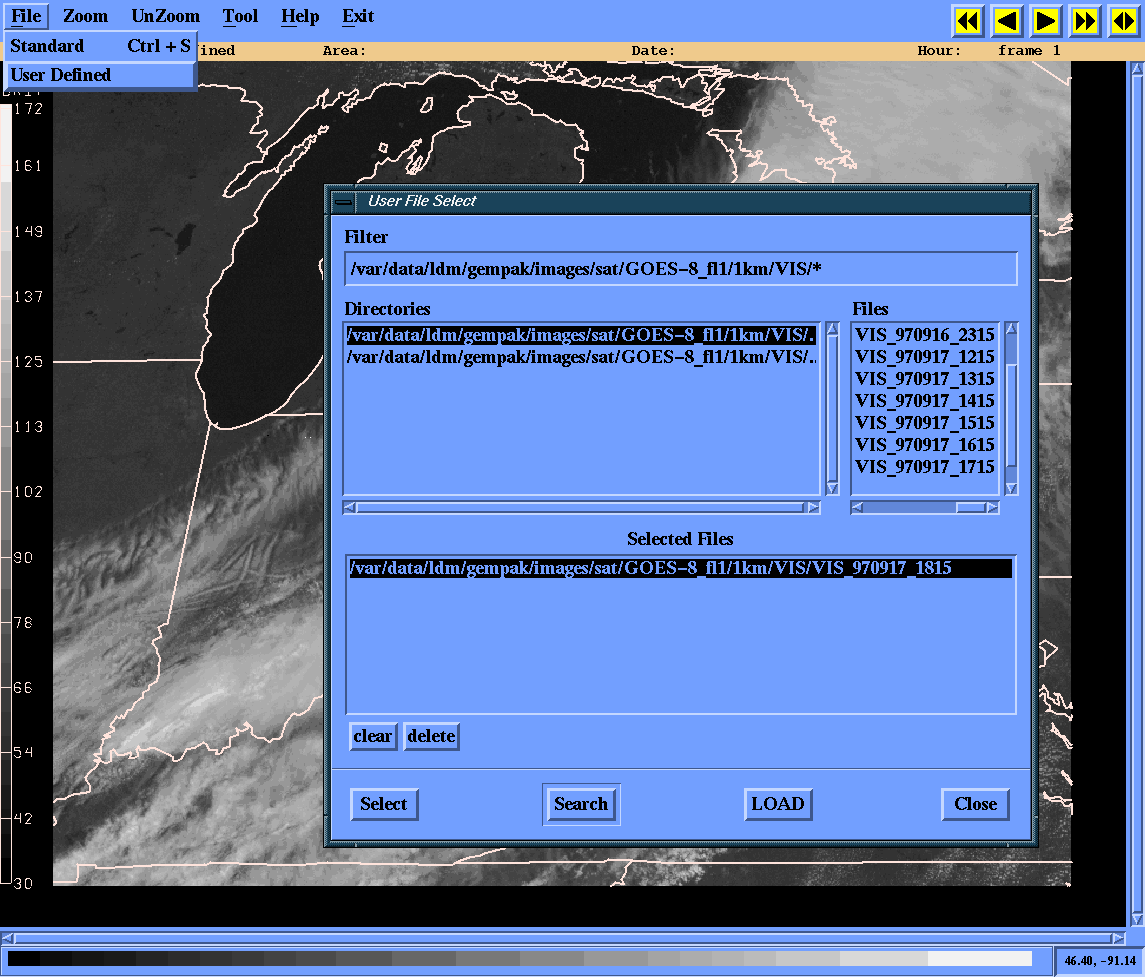 File Zoom UnZoom Tool Help Exit
Standard Ctrl + S
User Defined
ined Area: Date: Hour: frame 1
172
161
149
137
125
113
102
90
78
66
54
42
30
User File Select
Filter
/var/data/ldm/gempak/images/sat/GOES-8_fl1/1km/VIS/*
Directories Files
/var/data/ldm/gempak/images/sat/GOES-8_fl1/1km/VIS/.
/var/data/ldm/gempak/images/sat/GOES-8_fl1/1km/VIS/..
VIS_970916_2315
VIS_970917_1215
VIS_970917_1315
VIS_970917_1415
VIS_970917_1515
VIS_970917_1615
VIS_970917_1715
Selected Files
/var/data/ldm/gempak/images/sat/GOES-8_fl1/1km/VIS/VIS_970917_1815
clear delete
Select Search LOAD Close
46.40, -91.14